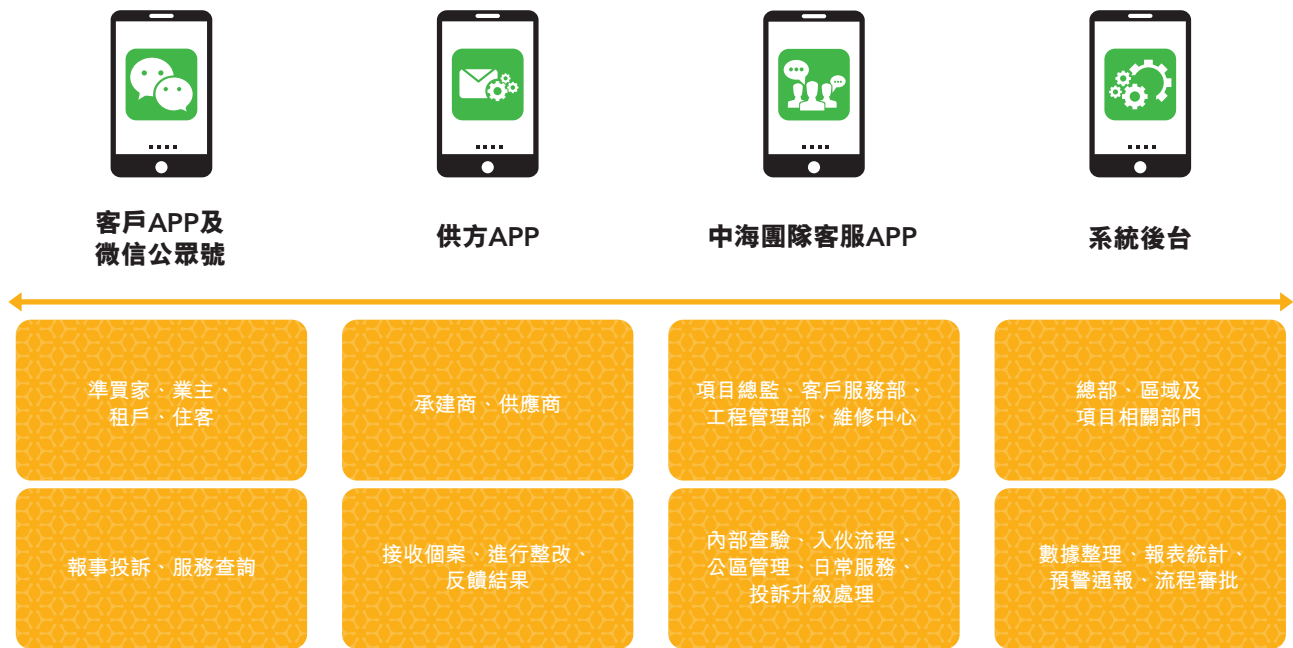 客戶APP及
微信公眾號
供方APP
中海團隊客服APP
系統後台
準買家、業主、
租戶、住客
承建商、供應商
項目總監、客戶服務部、
工程管理部、維修中心
總部、區域及
項目相關部門
報事投訴、服務查詢
接收個案、進行整改、
反饋結果
內部查驗、入伙流程、
公區管理、日常服務、
投訴升級處理
數據整理、報表統計、
預警通報、流程審批